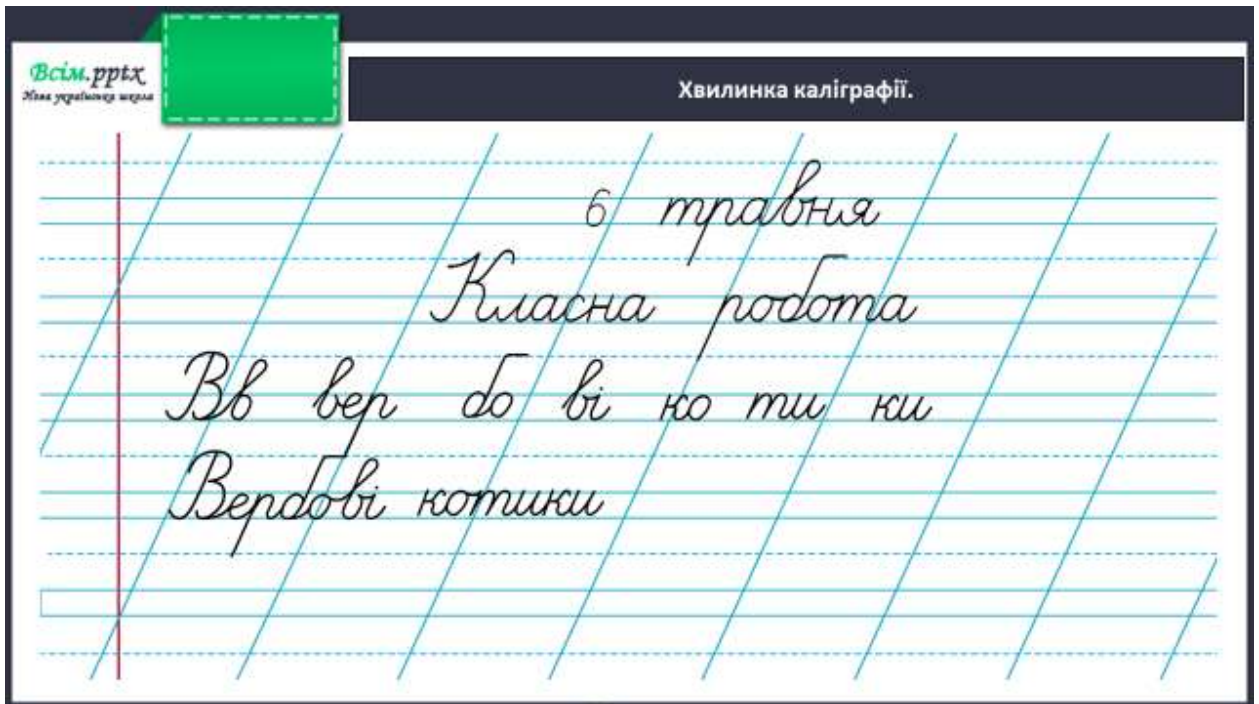 Всім.pptx
Нова українська школа
Хвилинка каліграфії.
6 травня
Класна робота
Вв вер бо ві ко ти ки
Вербові котики